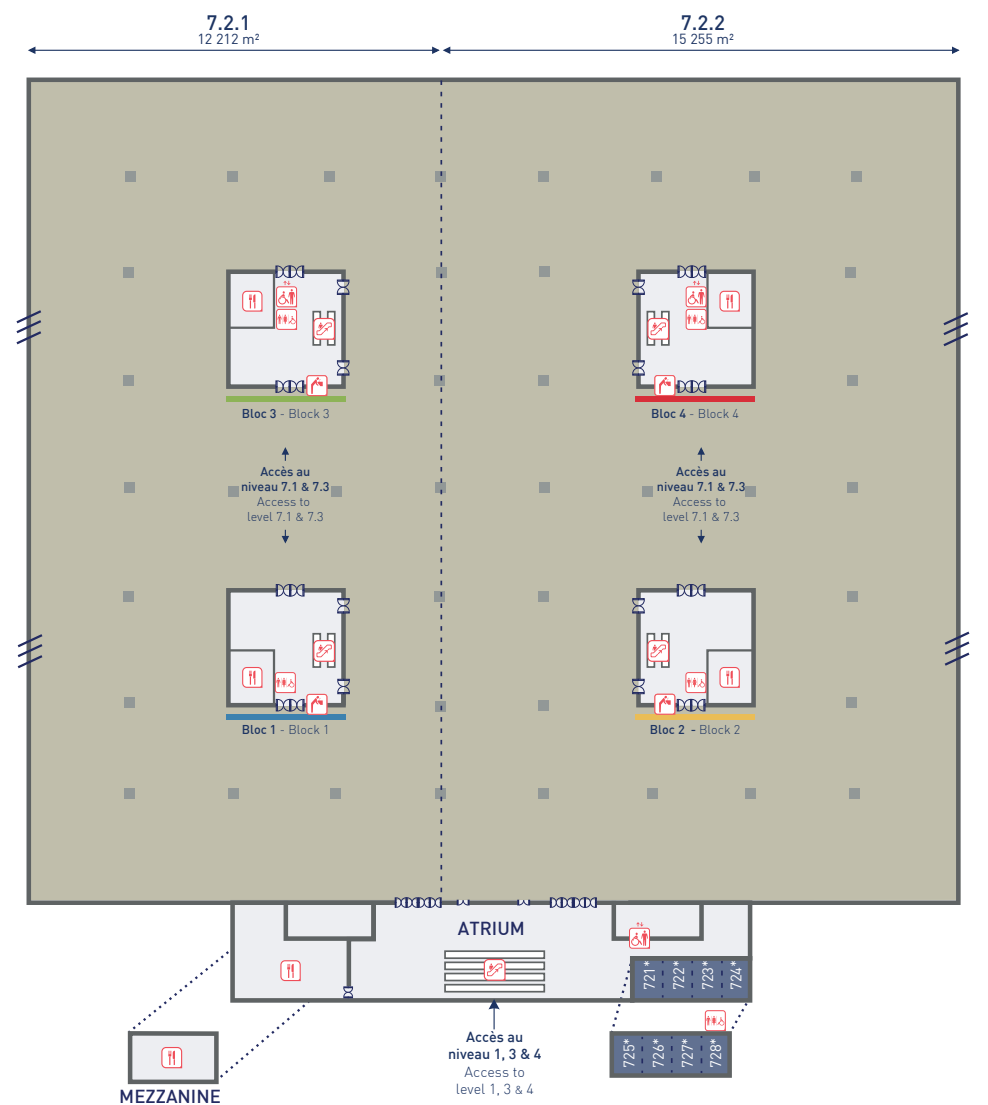 7.2.1
12 212 m²
7.2.2
15 255 m²
Bloc 3 - Block 3
Bloc 4 - Block 4
Accès au
niveau 7.1 & 7.3
Access to
level 7.1 & 7.3
Accès au
niveau 7.1 & 7.3
Access to
level 7.1 & 7.3
Bloc 1 - Block 1
Bloc 2 - Block 2
ATRIUM
721*
722*
723*
724*
725*
726*
727*
728*
Accès au
niveau 1, 3 & 4
Access to
level 1, 3 & 4
MEZZANINE